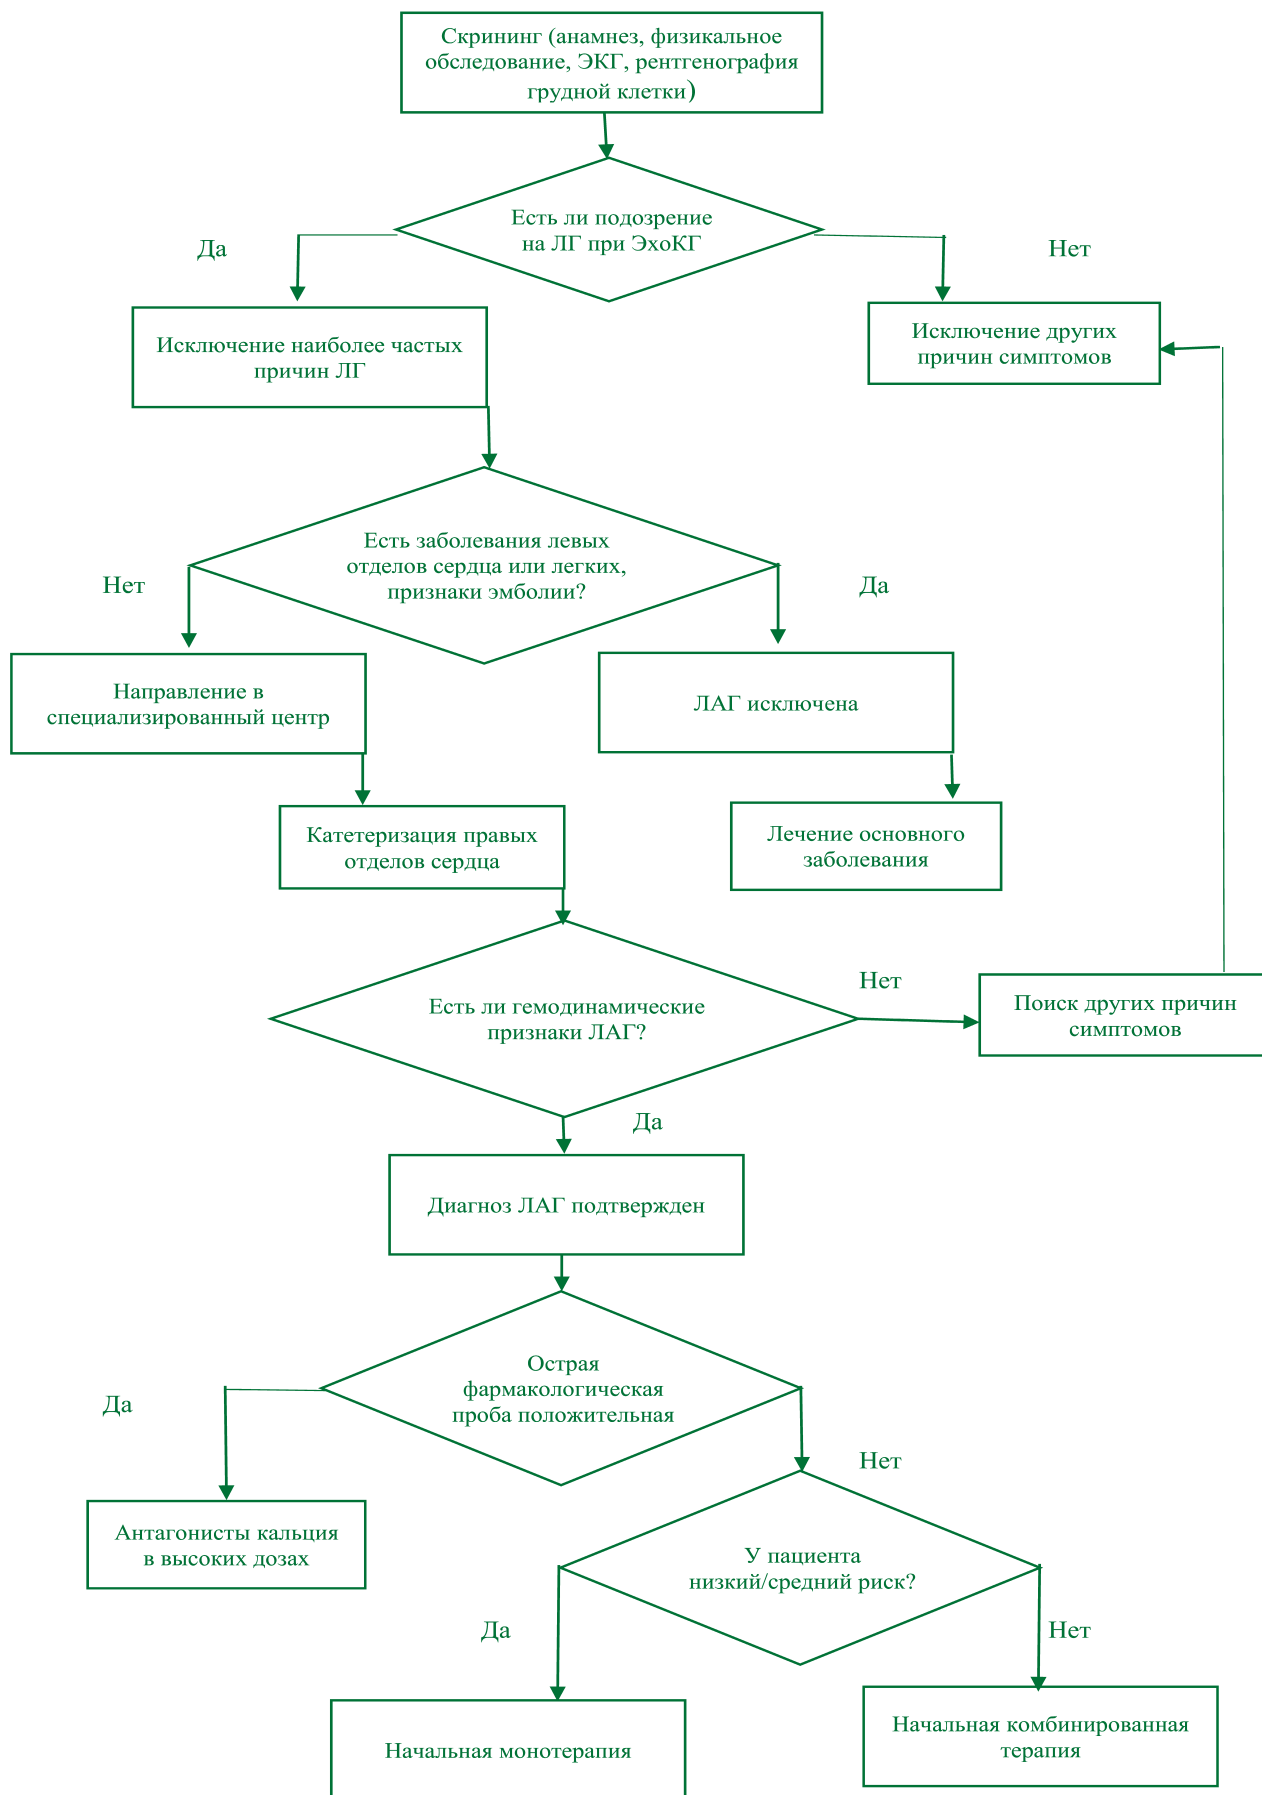 Скрининг (анамнез, физикальное
обследование, ЭКГ, рентгенография
грудной клетки)
Есть ли подозрение
на ЛГ при ЭхоКГ
Да
Нет
Исключение наиболее частых
причин ЛГ
Исключение других
причин симптомов
Есть заболевания левых
отделов сердца или легких,
признаки эмболии?
Нет
Да
Направление в
специализированный центр
ЛАГ исключена
Катетеризация правых
отделов сердца
Лечение основного
заболевания
Есть ли гемодинамические
признаки ЛАГ?
Нет
Поиск других причин
симптомов
Да
Диагноз ЛАГ подтвержден
Острая
фармакологическая
проба положительная
Да
Нет
Антагонисты кальция
в высоких дозах
У пациента
низкий/средний риск?
Да
Нет
Начальная монотерапия
Начальная комбинированная
терапия